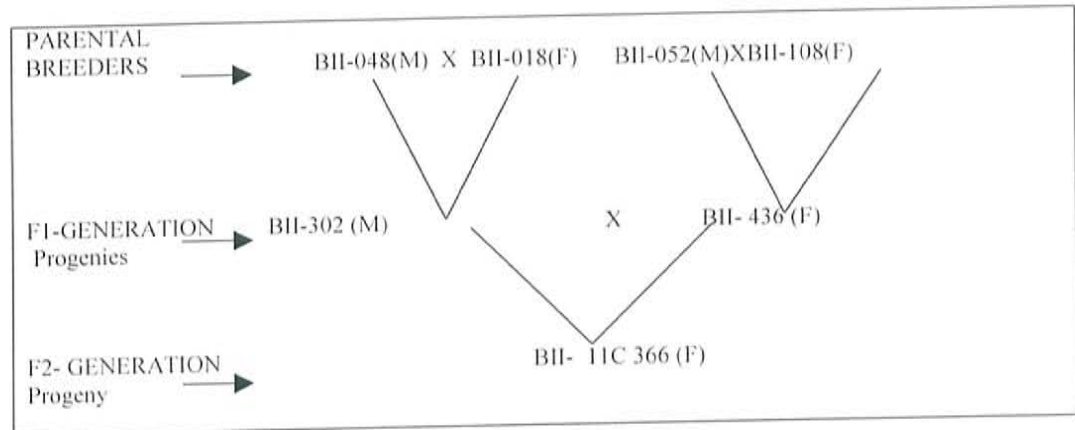 PARENTAL
BREEDERS
BII-048(M) X BII-018(F) BII-052(M)XBII-108(F)
F1-GENERATION
Progenies
BII-302 (M) X BII- 436 (F)
BII- 11C 366 (F)
F2- GENERATION
Progeny